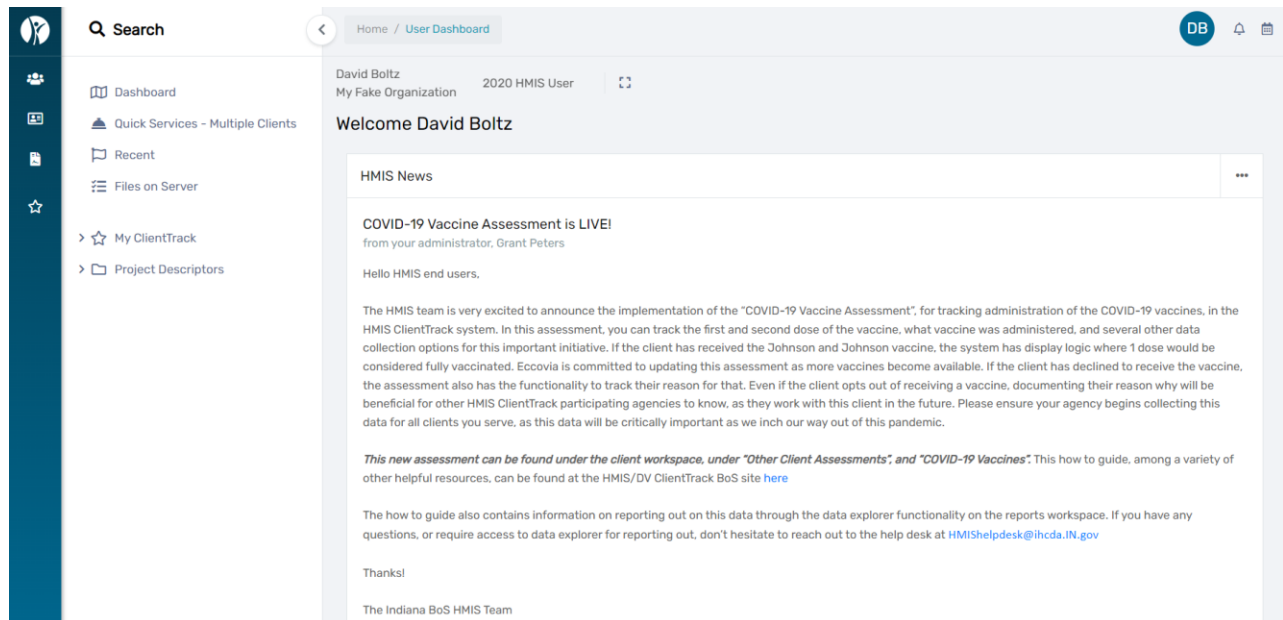 Search
Home / User Dashboard
DB
Dashboard
Quick Services - Multiple Clients
Recent
Files on Server
My ClientTrack
Project Descriptors
David Boltz
My Fake Organization
2020 HMIS User
Welcome David Boltz
HMIS News
COVID-19 Vaccine Assessment is LIVE!
from your administrator, Grant Peters
Hello HMIS end users,
The HMIS team is very excited to announce the implementation of the "COVID-19 Vaccine Assessment", for tracking administration of the COVID-19 vaccines, in the
HMIS ClientTrack system. In this assessment, you can track the first and second dose of the vaccine, what vaccine was administered, and several other data
collection options for this important initiative. If the client has received the Johnson and Johnson vaccine, the system has display logic where 1 dose would be
considered fully vaccinated. Eccovia is committed to updating this assessment as more vaccines become available. If the client has declined to receive the vaccine,
the assessment also has the functionality to track their reason for that. Even if the client opts out of receiving a vaccine, documenting their reason why will be
beneficial for other HMIS ClientTrack participating agencies to know, as they work with this client in the future. Please ensure your agency begins collecting this
data for all clients you serve, as this data will be critically important as we inch our way out of this pandemic.
This new assessment can be found under the client workspace, under "Other Client Assessments", and "COVID-19 Vaccines". This how to guide, among a variety of
other helpful resources, can be found at the HMIS/DV ClientTrack BoS site here
The how to guide also contains information on reporting out on this data through the data explorer functionality on the reports workspace. If you have any
questions, or require access to data explorer for reporting out, don't hesitate to reach out to the help desk at HMIShelpdesk@ihcda.IN.gov
Thanks!
The Indiana BoS HMIS Team